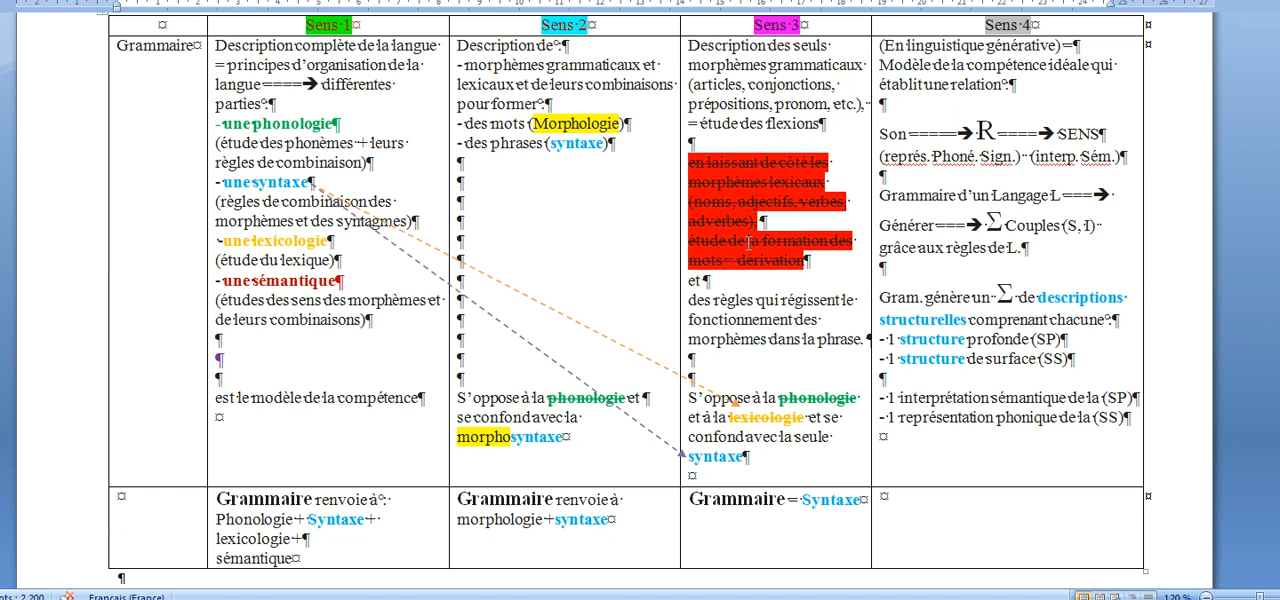 Sens 1
Sens 2
Sens 3
Sens 4
Grammaire
Description complète de la langue
= principes d'organisation de la
langue ====➔ différentes
parties :
- une phonologie
(étude des phonèmes + leurs
règles de combinaison)
- une syntaxe
(règles de combinaison des
morphèmes et des syntagmes)
- une lexicologie
(étude du lexique)
- une sémantique
(études des sens des morphèmes et
de leurs combinaisons)
est le modèle de la compétence
Description de :
- morphèmes grammaticaux et
lexicaux et de leurs combinaisons
pour former :
- des mots (Morphologie)
- des phrases (syntaxe)
S'oppose à la phonologie et
se confond avec la
morphosyntaxe
Description des seuls
morphèmes grammaticaux
(articles, conjonctions,
prépositions, pronom, etc.),
= étude des flexions
en laissant de côté les
morphèmes lexicaux
(noms, adjectifs, verbes,
adverbes).
étude de la formation des
mots = dérivation
et
des règles qui régissent le
fonctionnement des
morphèmes dans la phrase.
S'oppose à la phonologie
et à la lexicologie et se
confond avec la seule
syntaxe
(En linguistique générative) =
Modèle de la compétence idéale qui
établit une relation :
Son =====➔ R ====➔ SENS
(représ. Phoné. Sign.) (interp. Sém.)
Grammaire d'un Langage L ===➔
Générer===➔ ∑ Couples (S, I)
grâce aux règles de L.
Gram. génère un ∑ de descriptions
structurelles comprenant chacune :
- 1 structure profonde (SP)
- 1 structure de surface (SS)
- 1 interprétation sémantique de la (SP)
- 1 représentation phonique de la (SS)
Grammaire renvoie à :
Phonologie + Syntaxe +
lexicologie +
sémantique
Grammaire renvoie à
morphologie + syntaxe
Grammaire = Syntaxe
2 200
Français (France)
120 %